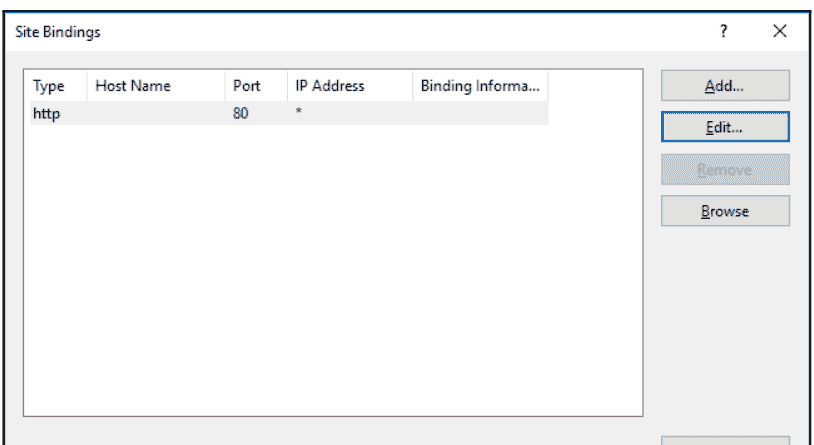 Site Bindings ?
Type Host Name Port IP Address Binding Informa...
http 80 *
Add...
Edit...
Remove
Browse